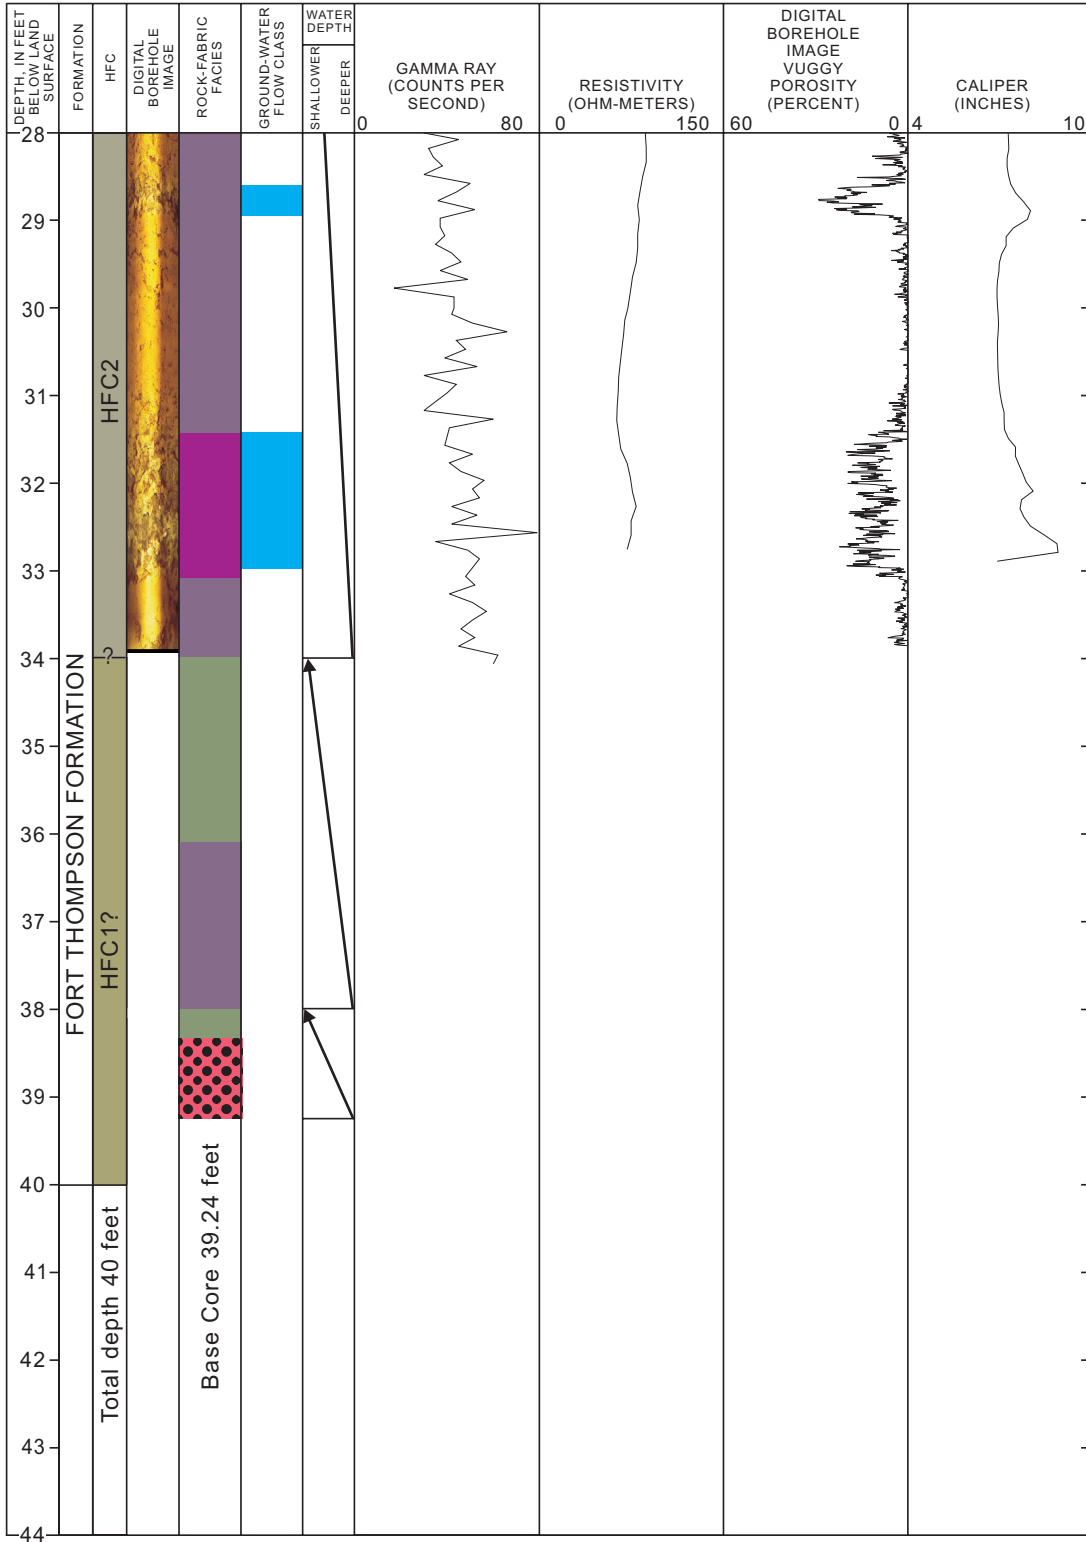 DEPTH, IN FEET
BELOW LAND
SURFACE
FORMATION
HFC
DIGITAL
BOREHOLE
IMAGE
ROCK-FABRIC
FACIES
GROUND-WATER
FLOW CLASS
WATER
DEPTH
SHALLOWER
DEEPER
GAMMA RAY
(COUNTS PER
SECOND)
0 80
RESISTIVITY
(OHM-METERS)
0 150
DIGITAL
BOREHOLE
IMAGE
VUGGY
POROSITY
(PERCENT)
60 0
CALIPER
(INCHES)
4 10
28
29
30
31
32
33
34
35
36
37
38
39
40
41
42
43
44
FORT THOMPSON FORMATION
HFC2
?
HFC1?
Total depth 40 feet
Base Core 39.24 feet